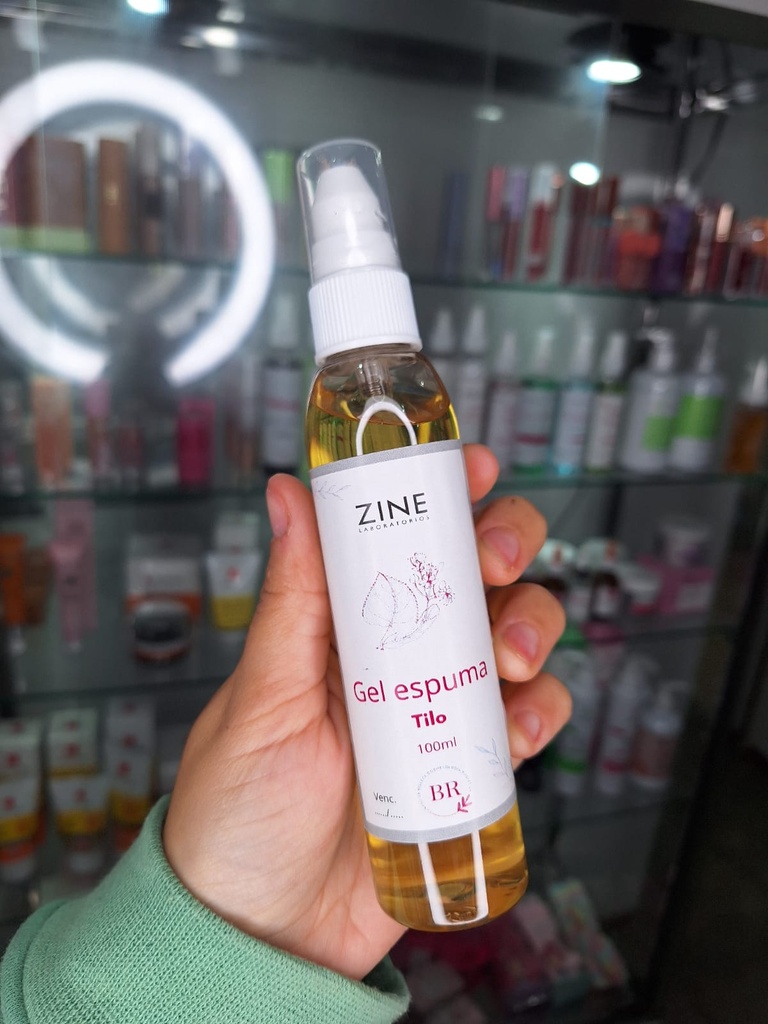 ZINE
LABORATORIOS
Gel espuma
Tilo
100ml
Venc.
...../.....
BR